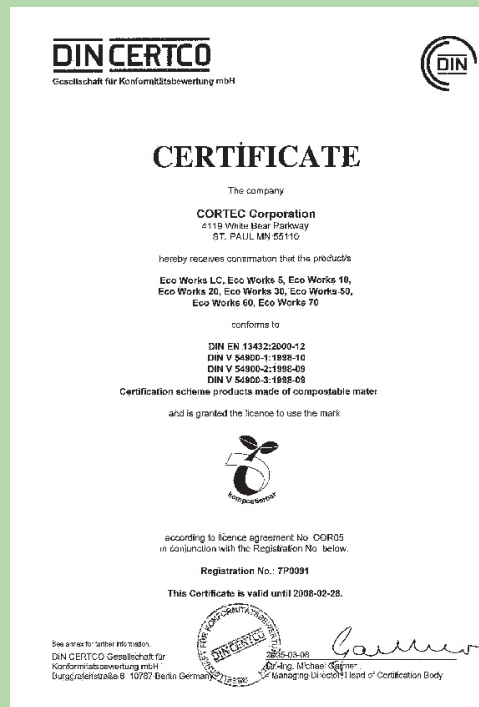 DIN CERTCO
Gesellschaft für Konformitätsbewertung mbH
DIN
CERTIFICATE
The company
CORTEC Corporation
4119 White Bear Parkway
ST. PAUL MN 55110
hereby receives confirmation that the product/s
Eco Works LC, Eco Works 5, Eco Works 10,
Eco Works 20, Eco Works 30, Eco Works 50,
Eco Works 60, Eco Works 70
conforms to
DIN EN 13432:2000-12
DIN V 54900-1:1998-10
DIN V 54900-2:1998-09
DIN V 54900-3:1998-09
Certification scheme products made of compostable mater
and is granted the licence to use the mark
kompostierbar
according to licence agreement No. COR05
in conjunction with the Registration No. below.
Registration No.: 7P0091
This Certificate is valid until 2008-02-28.
See annex for further information.
DIN CERTCO Gesellschaft für
Konformitätsbewertung mbH
Burggrafenstraße 6 10787 Berlin Germany
DIN CERTCO
-03-08
Dr.-Ing. Michael
Managing Director/Head of Certification Body